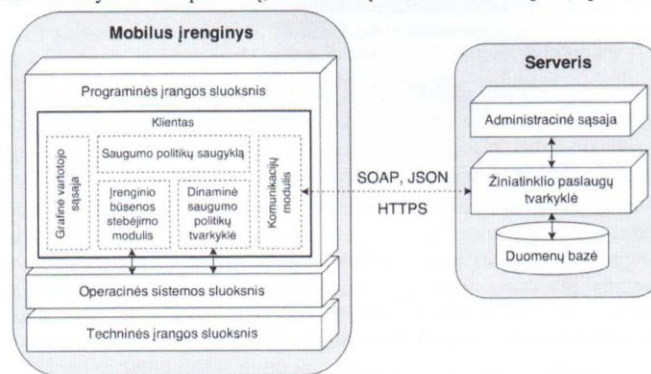 Mobilus įrenginys
Programinės įrangos sluoksnis
Klientas
Grafinė vartotojo
sąsaja
Saugumo politikų saugyklą
Įrenginio
būsenos
stebėjimo
modulis
Dinaminė
saugumo
politikų
tvarkyklė
Komunikacijų
modulis
Operacinės sistemos sluoksnis
Techninės įrangos sluoksnis
SOAP, JSON
HTTPS
Serveris
Administracinė sąsaja
Žiniatinklio paslaugų
tvarkyklė
Duomenų bazė